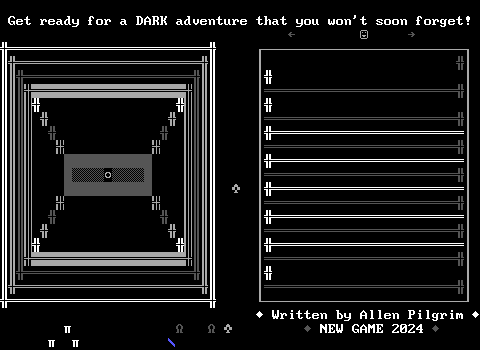 Get ready for a DARK adventure that you won't soon forget!
Written by Allen Pilgrim
NEW GAME 2024